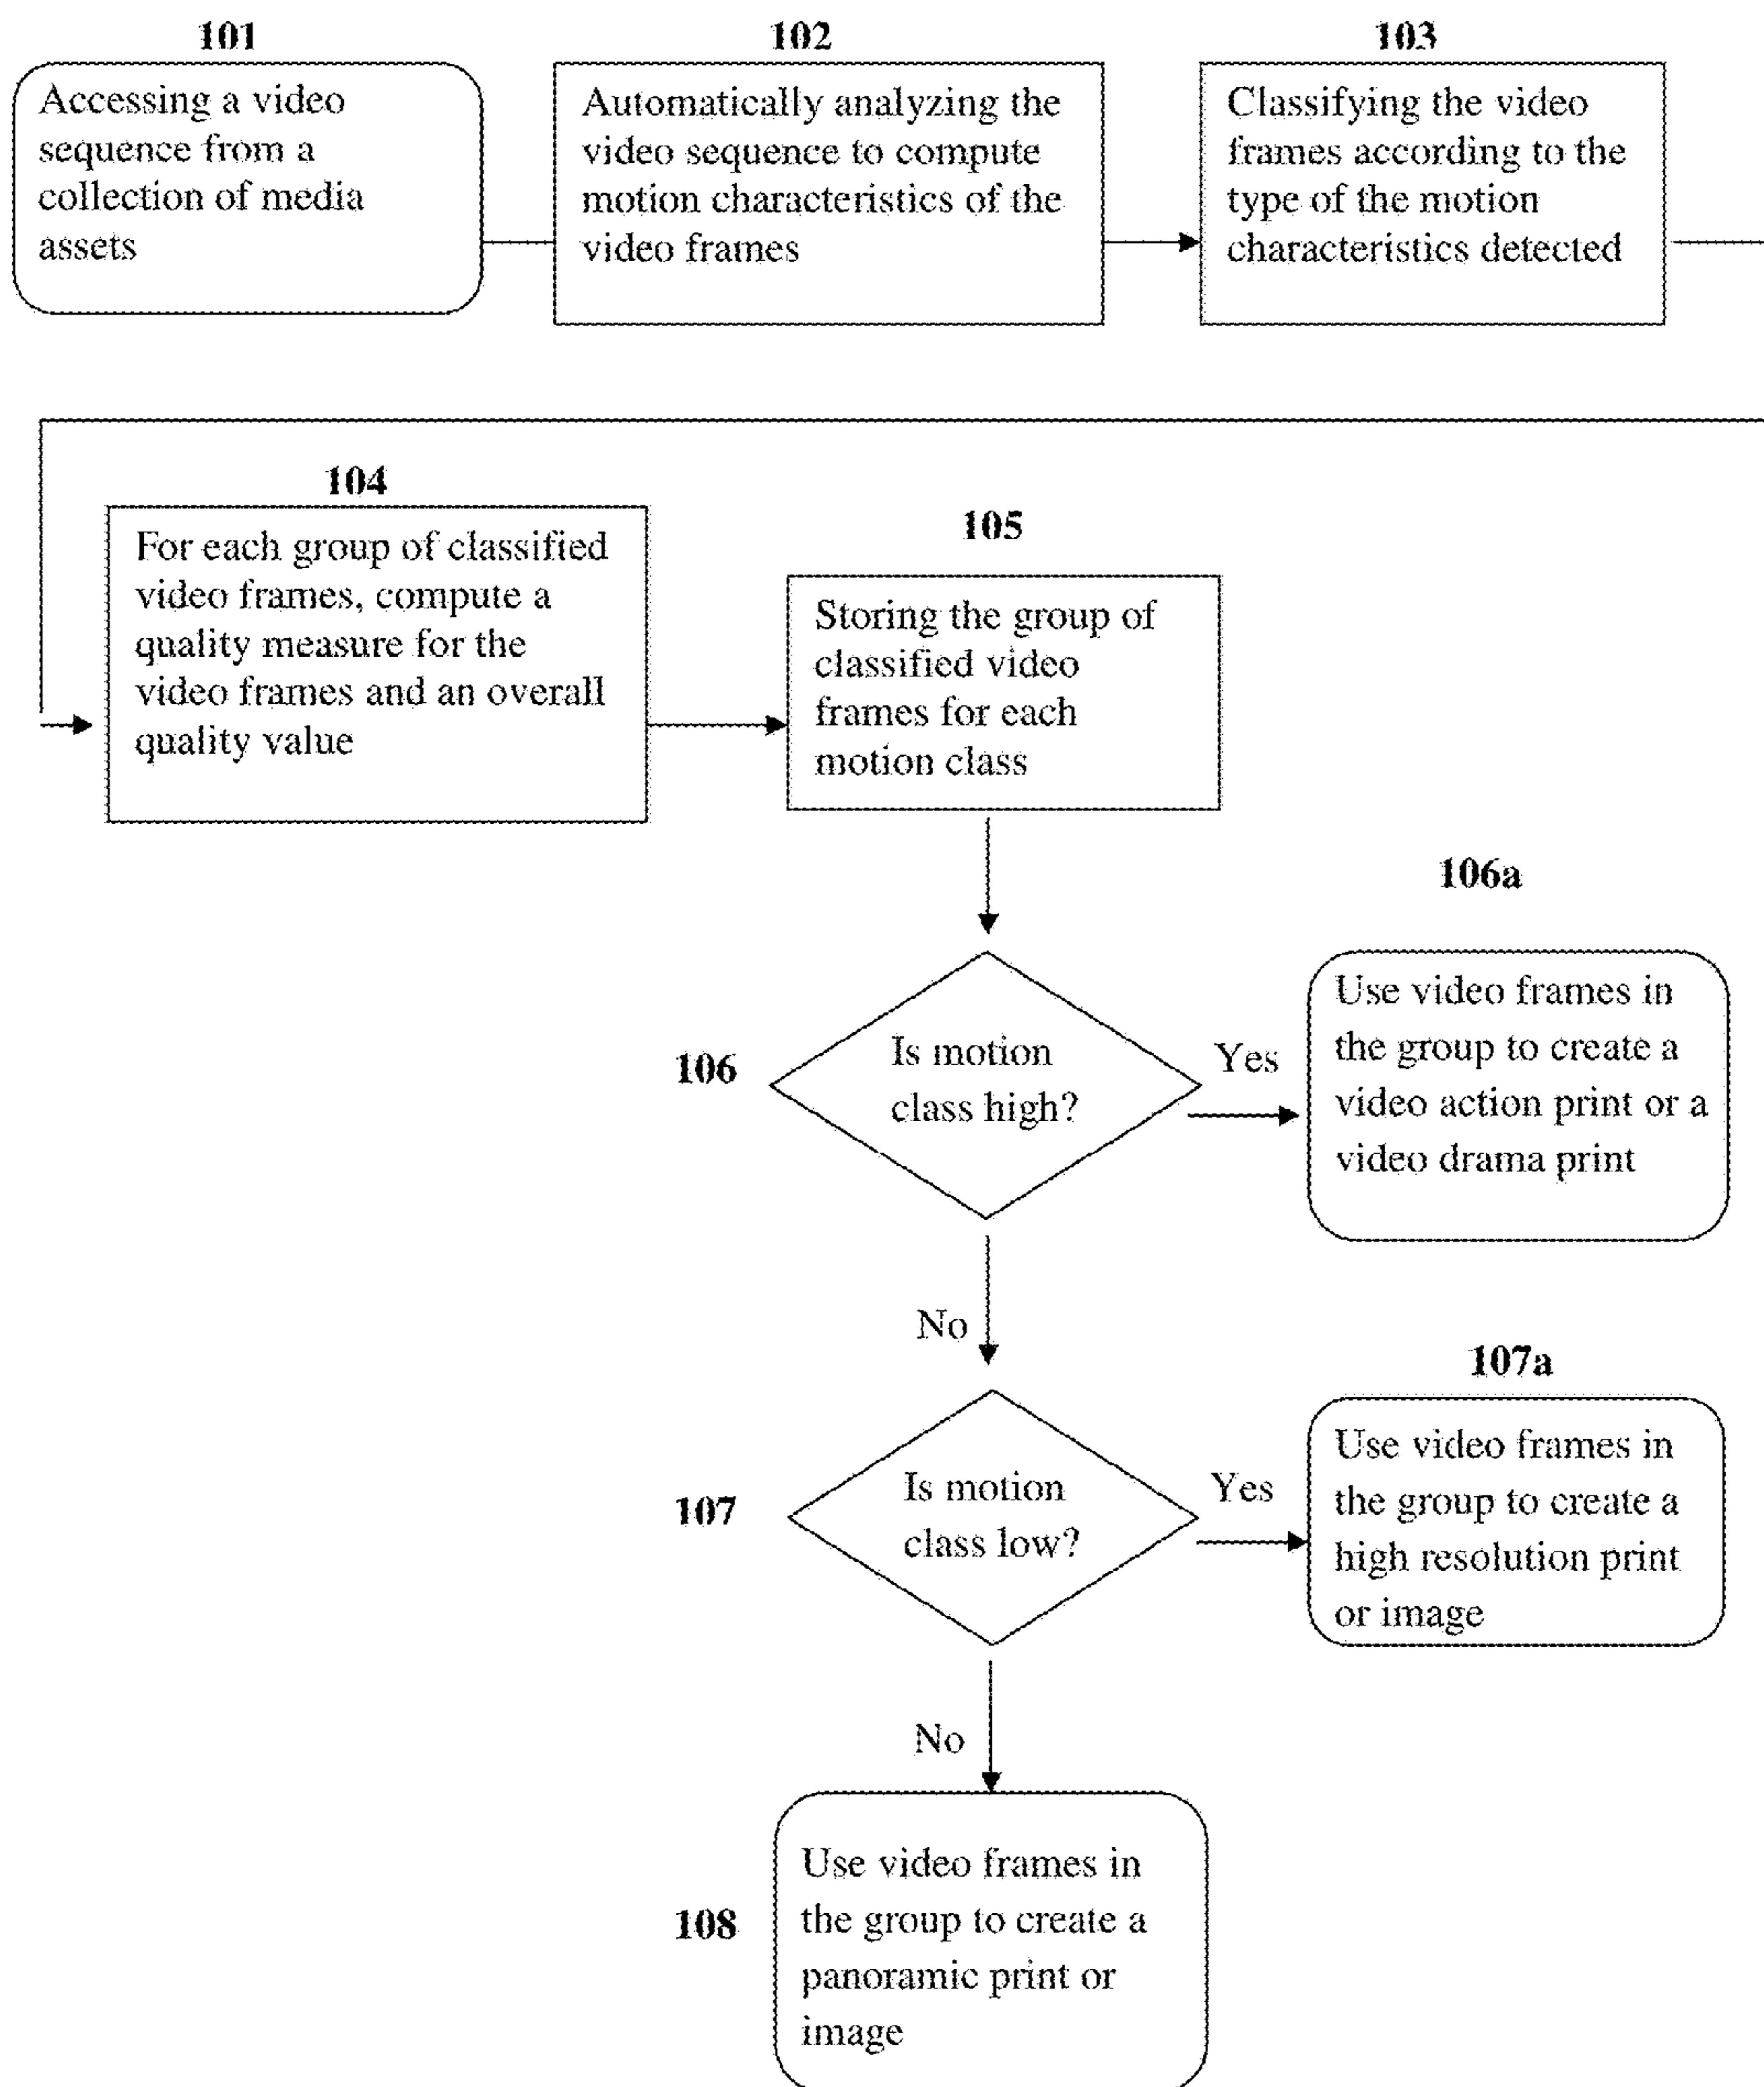 101
Accessing a video
sequence from a
collection of media
assets
102
Automatically analyzing the
video sequence to compute
motion characteristics of the
video frames
103
Classifying the video
frames according to the
type of the motion
characteristics detected
104
For each group of classified
video frames, compute a
quality measure for the
video frames and an overall
quality value
105
Storing the group of
classified video
frames for each
motion class
106
Is motion
class high?
Yes
106a
Use video frames in
the group to create a
video action print or a
video drama print
No
107
Is motion
class low?
Yes
107a
Use video frames in
the group to create a
high resolution print
or image
No
108
Use video frames in
the group to create a
panoramic print or
image